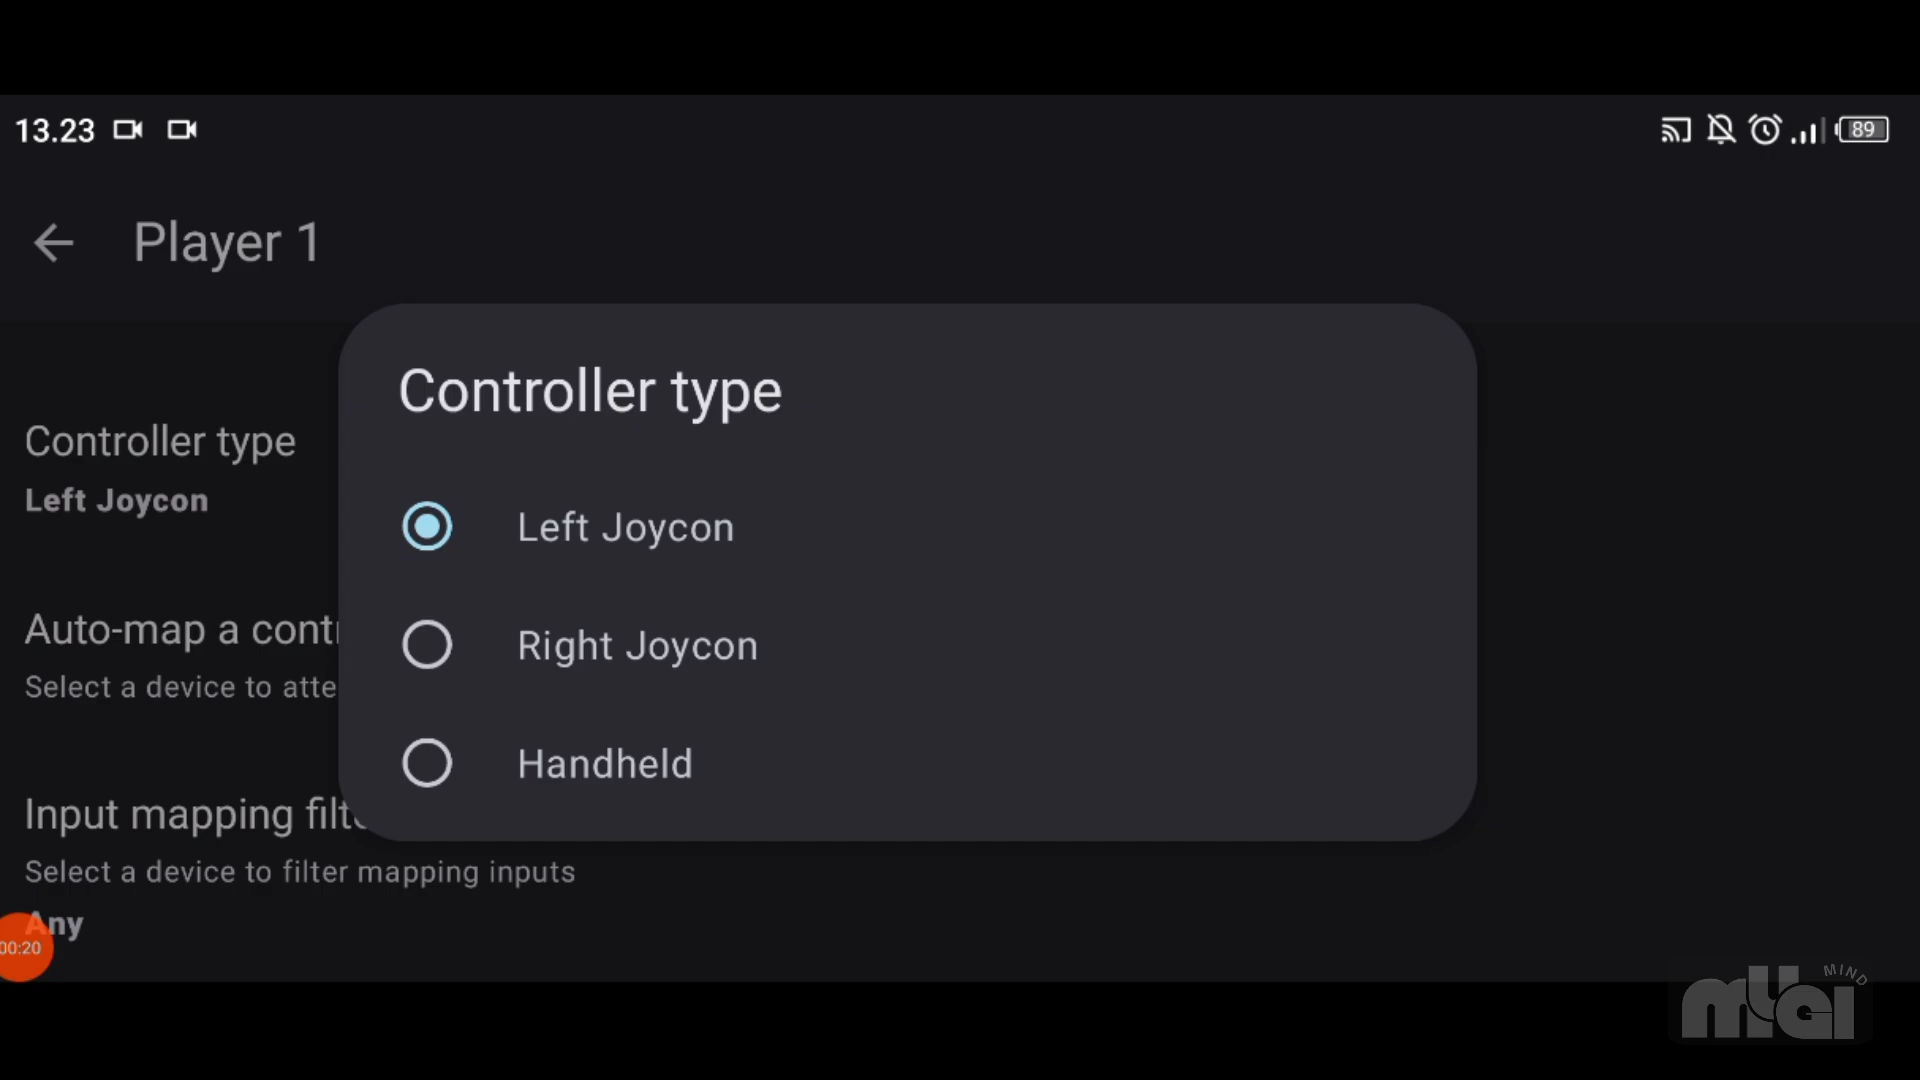 13.23
89
Player 1
Controller type
Controller type
Left Joycon
Left Joycon
Auto-map a cont
Right Joycon
Select a device to atte
Handheld
Input mapping filt
Select a device to filter mapping inputs
Any
00:20
MIND
mugi